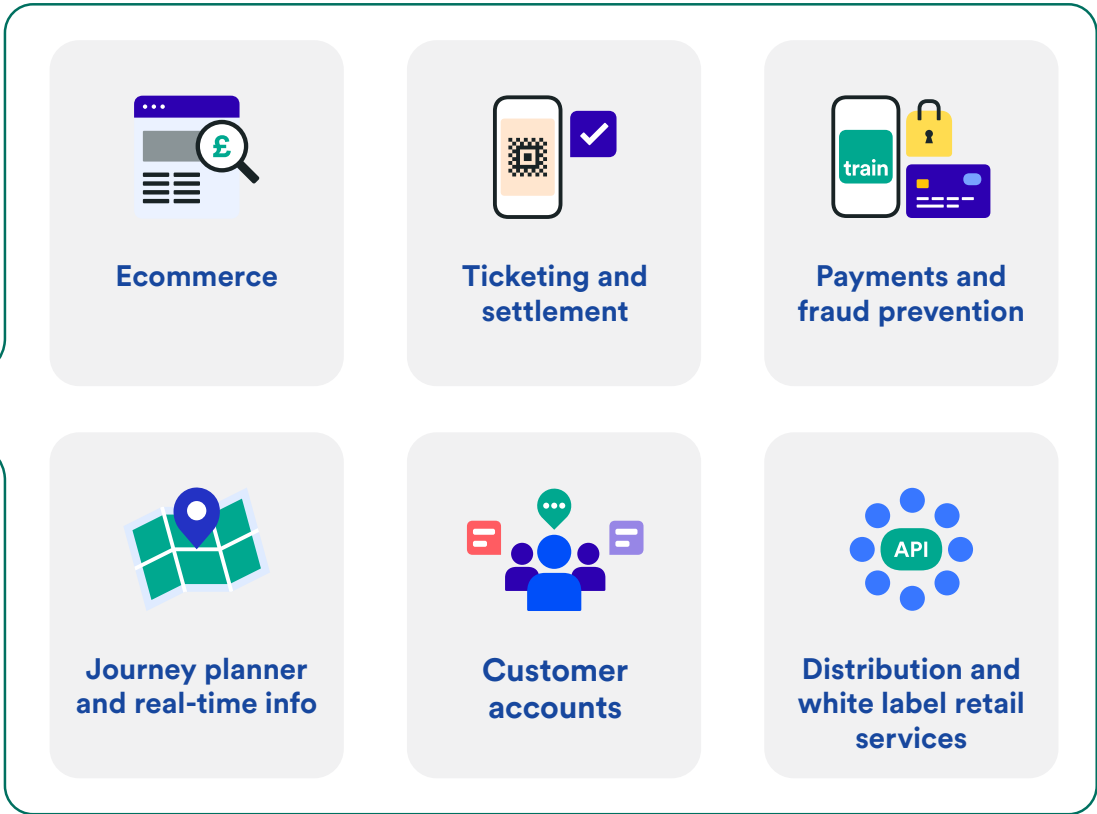 £
Ecommerce
Ticketing and
settlement
train
Payments and
fraud prevention
Journey planner
and real-time info
Customer
accounts
API
Distribution and
white label retail
services